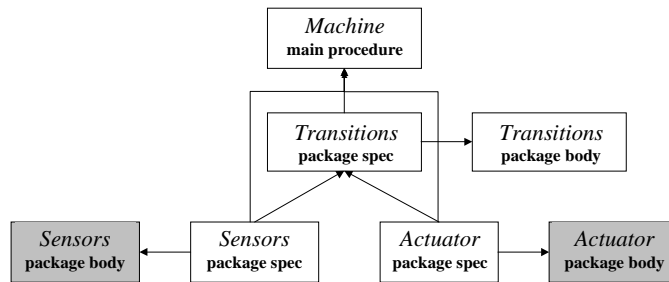 Machine
main procedure
Transitions
package spec
Transitions
package body
Sensors
package body
Sensors
package spec
Actuator
package spec
Actuator
package body